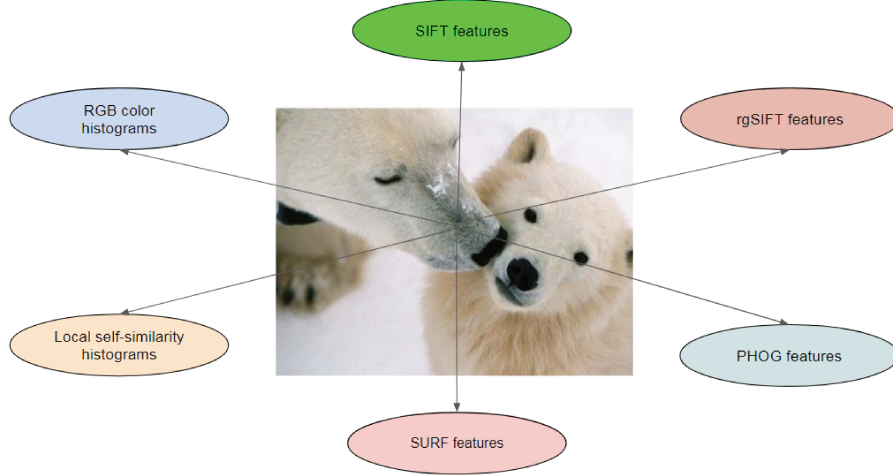 SIFT features
RGB color
histograms
rgSIFT features
Local self-similarity
histograms
PHOG features
SURF features